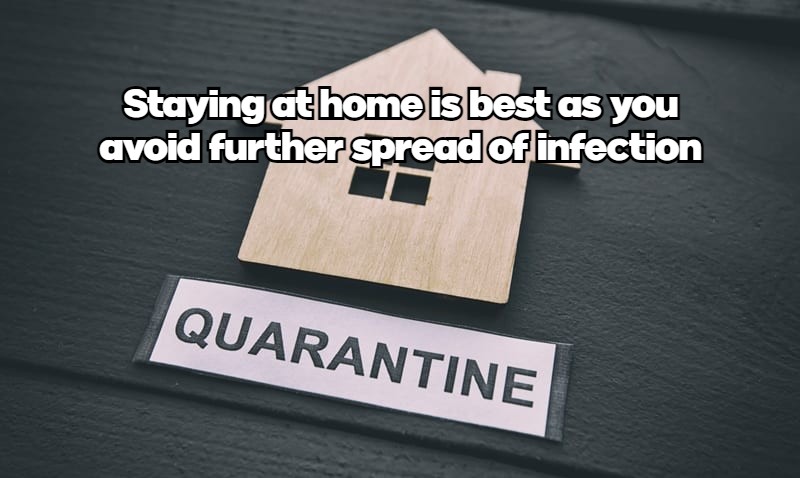 Staying at home is best as you
avoid further spread of infection
QUARANTINE